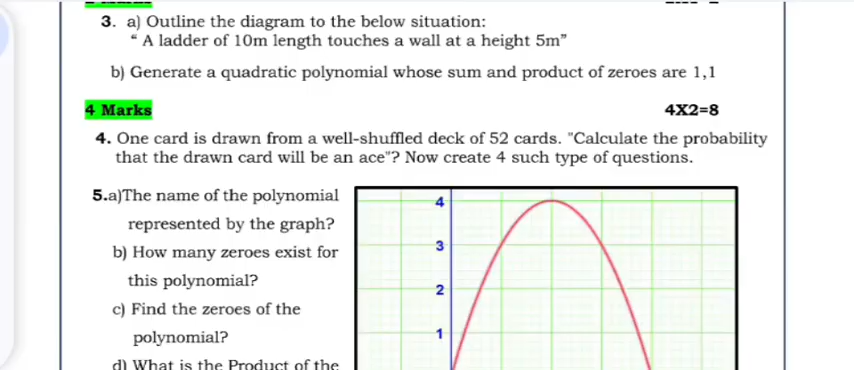 3. a) Outline the diagram to the below situation:
“ A ladder of 10m length touches a wall at a height 5m”
b) Generate a quadratic polynomial whose sum and product of zeroes are 1,1
4 Marks 4X2=8
4. One card is drawn from a well-shuffled deck of 52 cards. "Calculate the probability
that the drawn card will be an ace"? Now create 4 such type of questions.
5.a)The name of the polynomial
represented by the graph?
b) How many zeroes exist for
this polynomial?
c) Find the zeroes of the
polynomial?
d) What is the Product of the
4
3
2
1